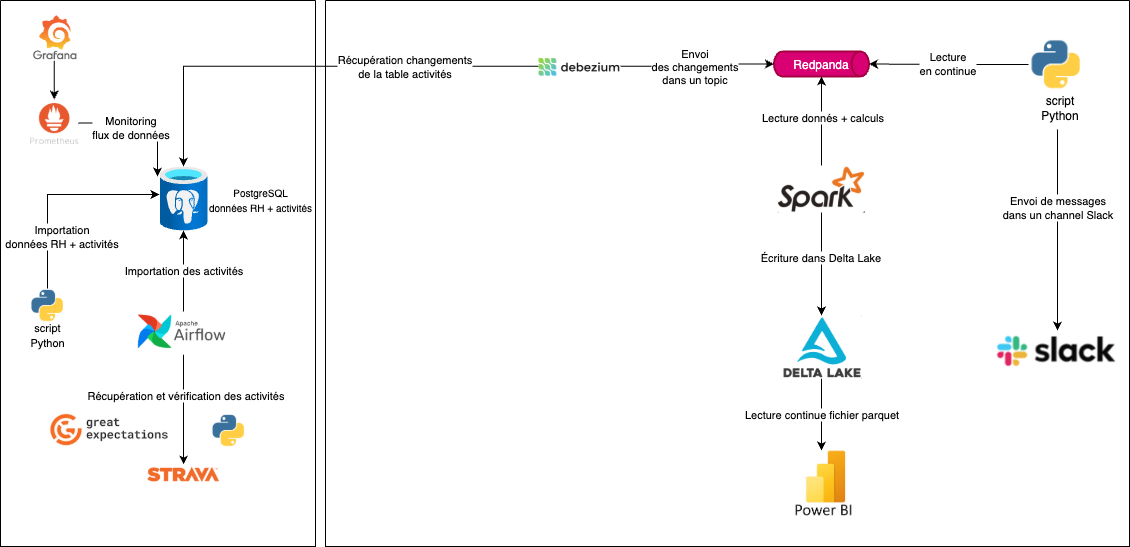 Grafana
Prometheus
Monitoring
flux de données
PostgreSQL
données RH + activités
Importation
données RH + activités
script
Python
Importation des activités
Apache
Airflow
Récupération et vérification des activités
great
expectations
STRAVA
Récupération changements
de la table activités
debezium
Envoi
des changements
dans un topic
Redpanda
Lecture
en continue
script
Python
Lecture donnés + calculs
Spark
Envoi de messages
dans un channel Slack
Écriture dans Delta Lake
slack
DELTA LAKE
Lecture continue fichier parquet
Power BI